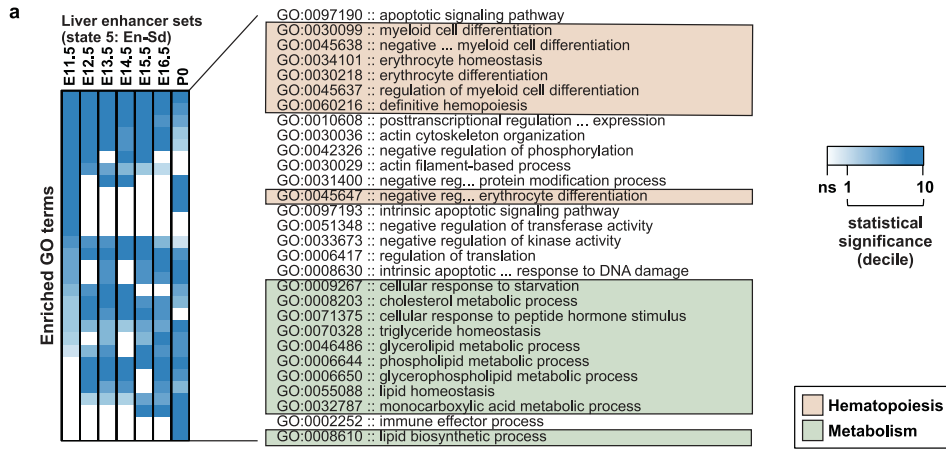 a
Liver enhancer sets
(state 5: En-Sd)
E11.5
E12.5
E13.5
E14.5
E15.5
E16.5
P0
Enriched GO terms
GO:0097190 :: apoptotic signaling pathway
GO:0030099 :: myeloid cell differentiation
GO:0045638 :: negative ... myeloid cell differentiation
GO:0034101 :: erythrocyte homeostasis
GO:0030218 :: erythrocyte differentiation
GO:0045637 :: regulation of myeloid cell differentiation
GO:0060216 :: definitive hemopoiesis
GO:0010608 :: posttranscriptional regulation ... expression
GO:0030036 :: actin cytoskeleton organization
GO:0042326 :: negative regulation of phosphorylation
GO:0030029 :: actin filament-based process
GO:0031400 :: negative reg... protein modification process
GO:0045647 :: negative reg... erythrocyte differentiation
GO:0097193 :: intrinsic apoptotic signaling pathway
GO:0051348 :: negative regulation of transferase activity
GO:0033673 :: negative regulation of kinase activity
GO:0006417 :: regulation of translation
GO:0008630 :: intrinsic apoptotic ... response to DNA damage
GO:0009267 :: cellular response to starvation
GO:0008203 :: cholesterol metabolic process
GO:0071375 :: cellular response to peptide hormone stimulus
GO:0070328 :: triglyceride homeostasis
GO:0046486 :: glycerolipid metabolic process
GO:0006644 :: phospholipid metabolic process
GO:0006650 :: glycerophospholipid metabolic process
GO:0055088 :: lipid homeostasis
GO:0032787 :: monocarboxylic acid metabolic process
GO:0002252 :: immune effector process
GO:0008610 :: lipid biosynthetic process
ns 1 10
statistical
significance
(decile)
Hematopoiesis
Metabolism